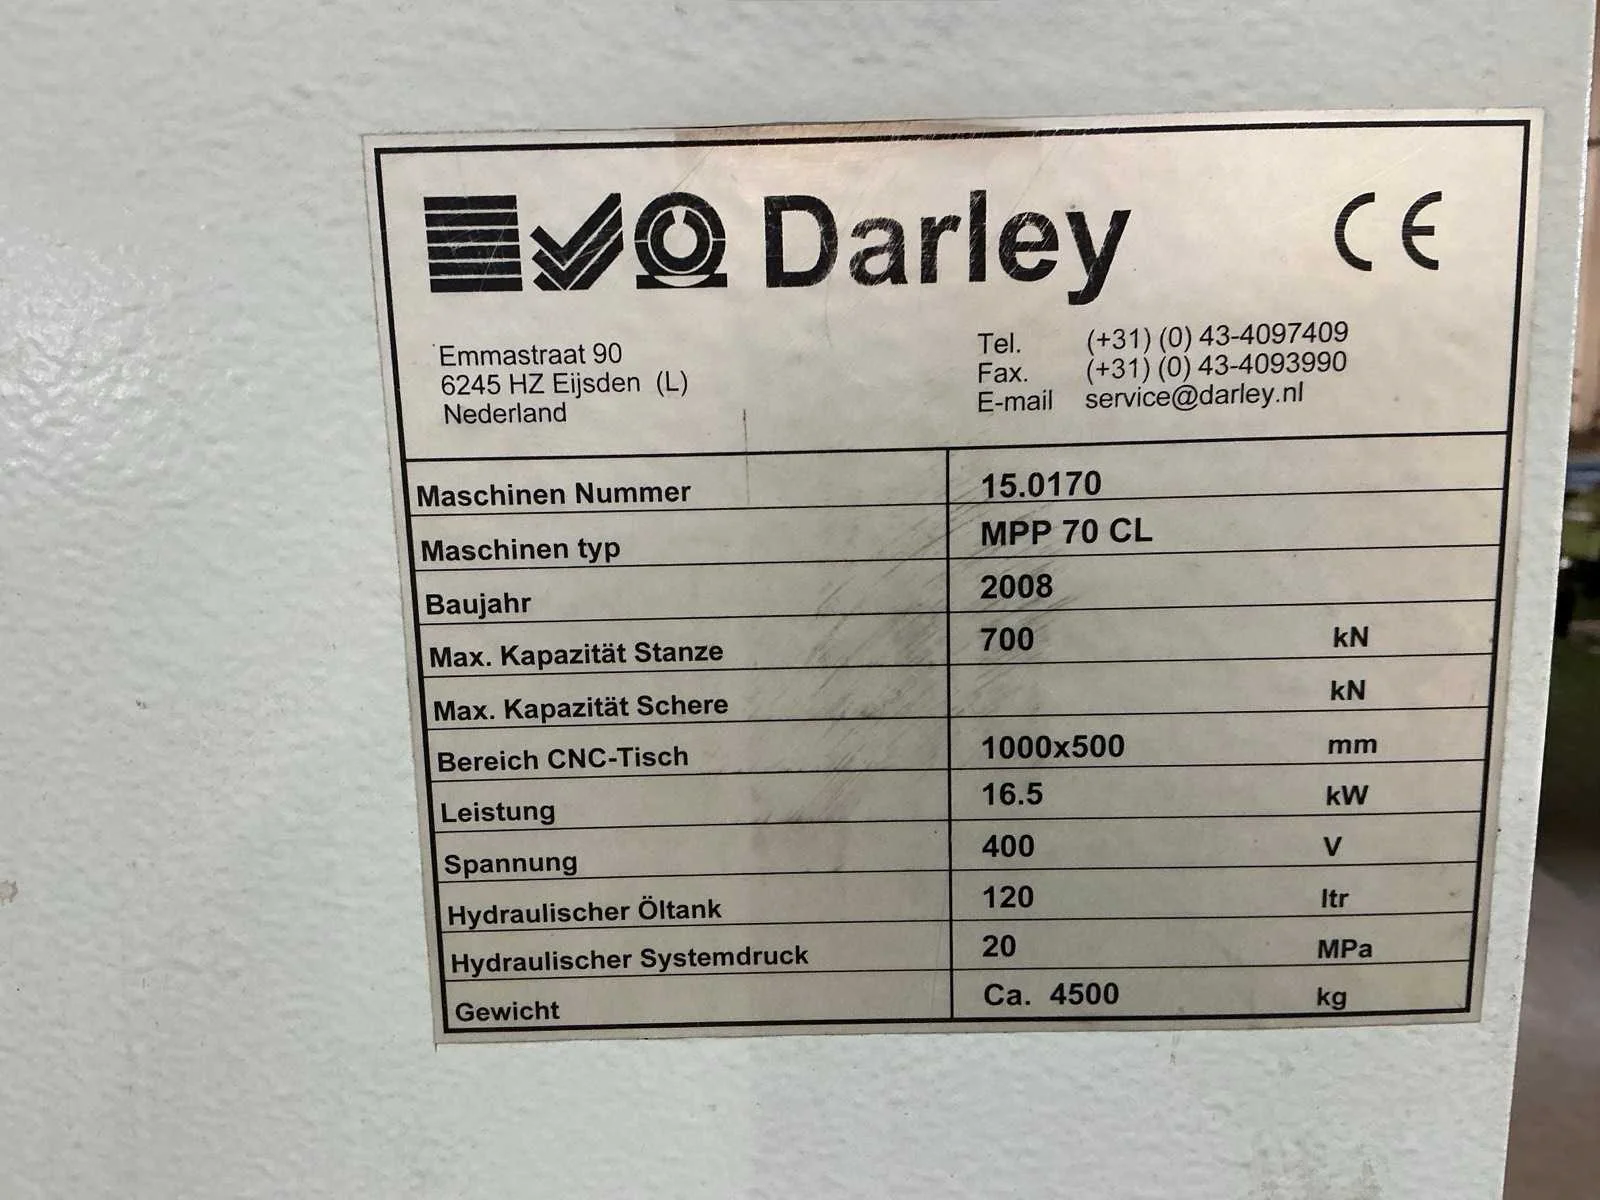 Darley CE
Emmastraat 90
6245 HZ Eijsden (L)
Nederland
Tel. (+31) (0) 43-4097409
Fax. (+31) (0) 43-4093990
E-mail service@darley.nl
Maschinen Nummer 15.0170
Maschinen typ MPP 70 CL
Baujahr 2008
Max. Kapazität Stanze 700 kN
Max. Kapazität Schere kN
Bereich CNC-Tisch 1000x500 mm
Leistung 16.5 kW
Spannung 400 V
Hydraulischer Öltank 120 ltr
Hydraulischer Systemdruck 20 MPa
Gewicht Ca. 4500 kg